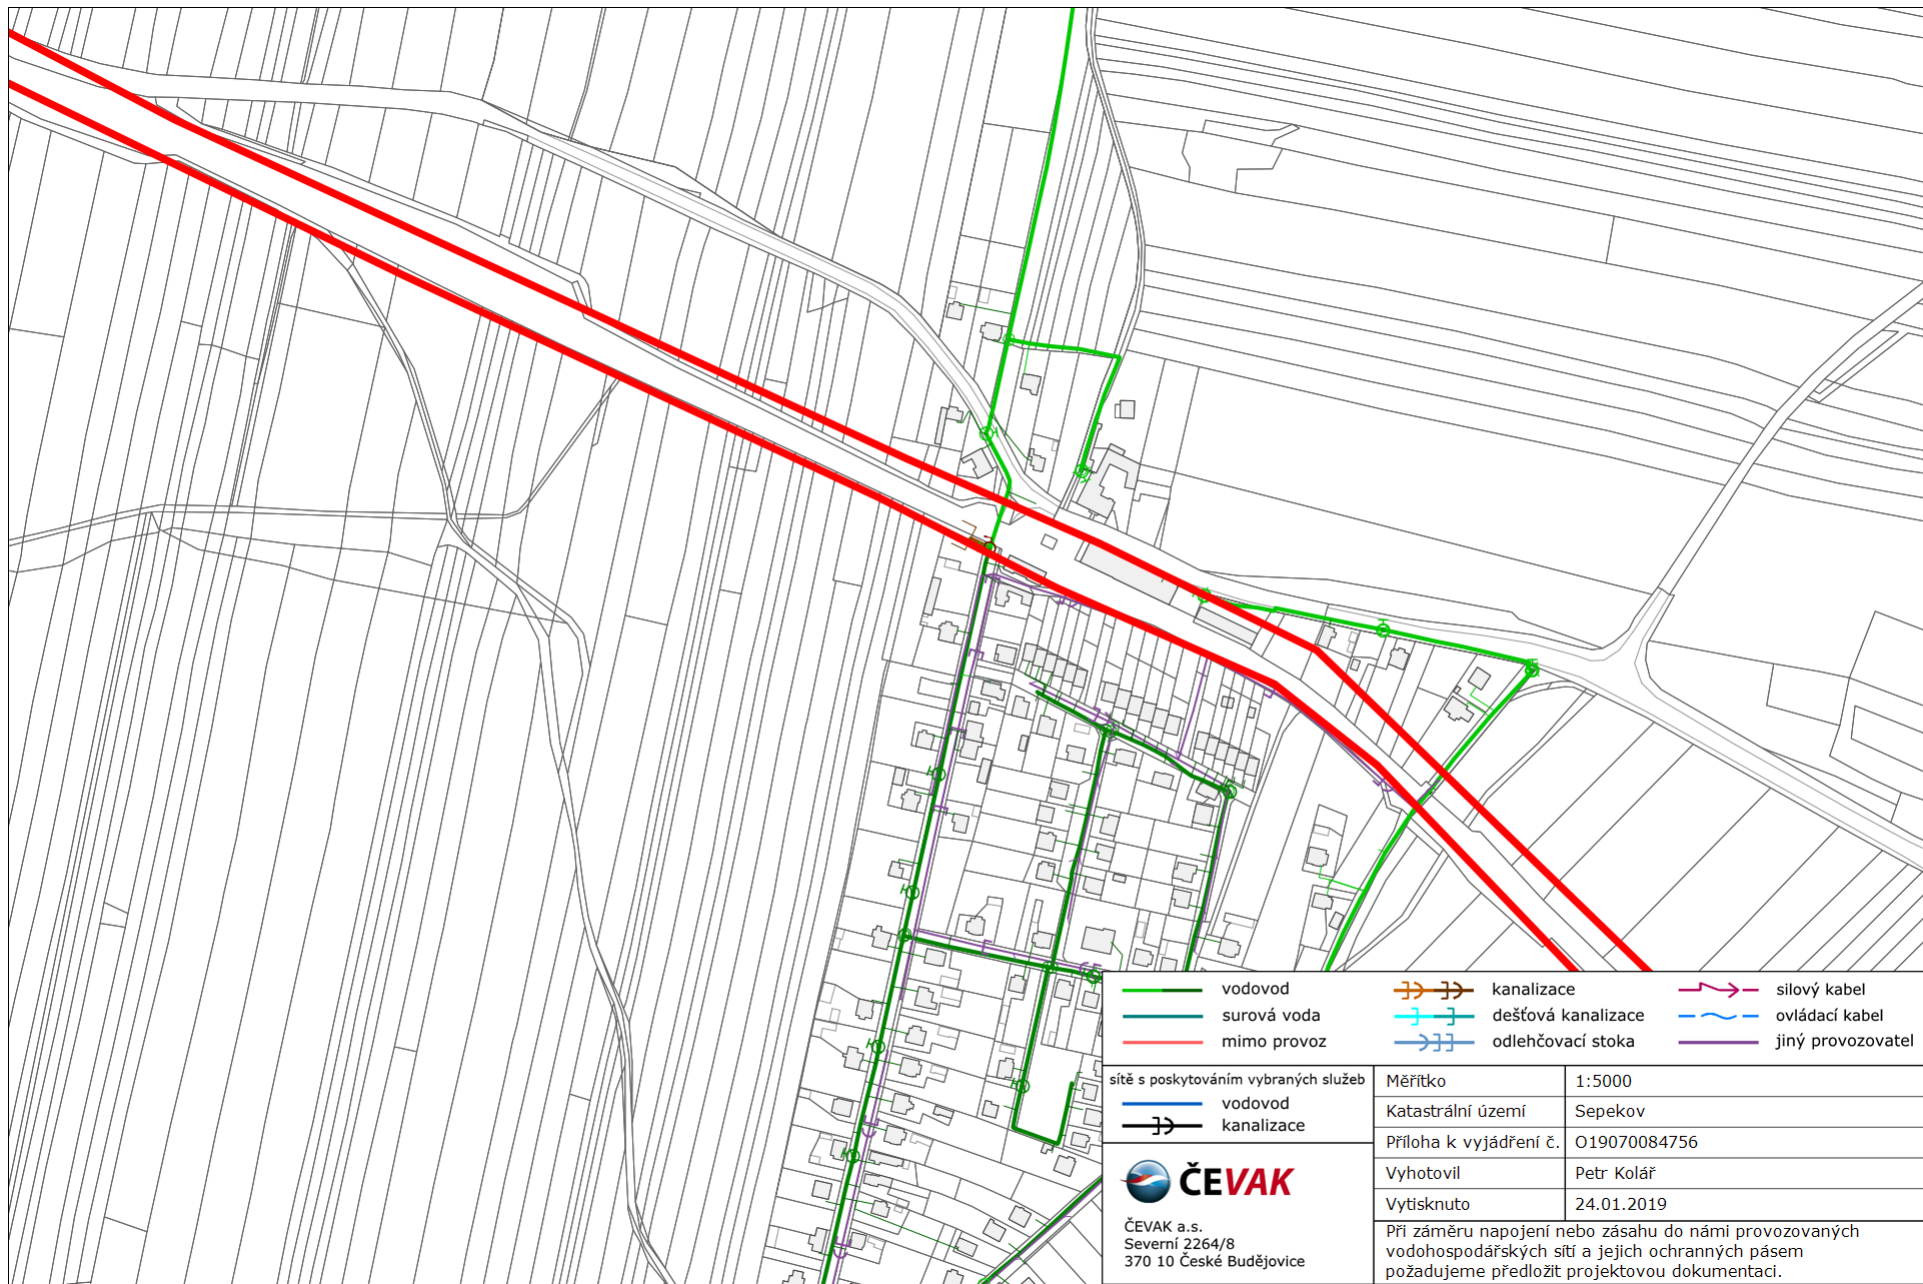 vodovod
surová voda
mimo provoz
kanalizace
dešťová kanalizace
odlehčovací stoka
silový kabel
ovládací kabel
jiný provozovatel
sítě s poskytováním vybraných služeb
vodovod
kanalizace
ČEVAK
ČEVAK a.s.
Severní 2264/8
370 10 České Budějovice
Měřítko 1:5000
Katastrální území Sepekov
Příloha k vyjádření č. O19070084756
Vyhotovil Petr Kolář
Vytisknuto 24.01.2019
Při záměru napojení nebo zásahu do námi provozovaných
vodohospodářských sítí a jejich ochranných pásem
požadujeme předložit projektovou dokumentaci.